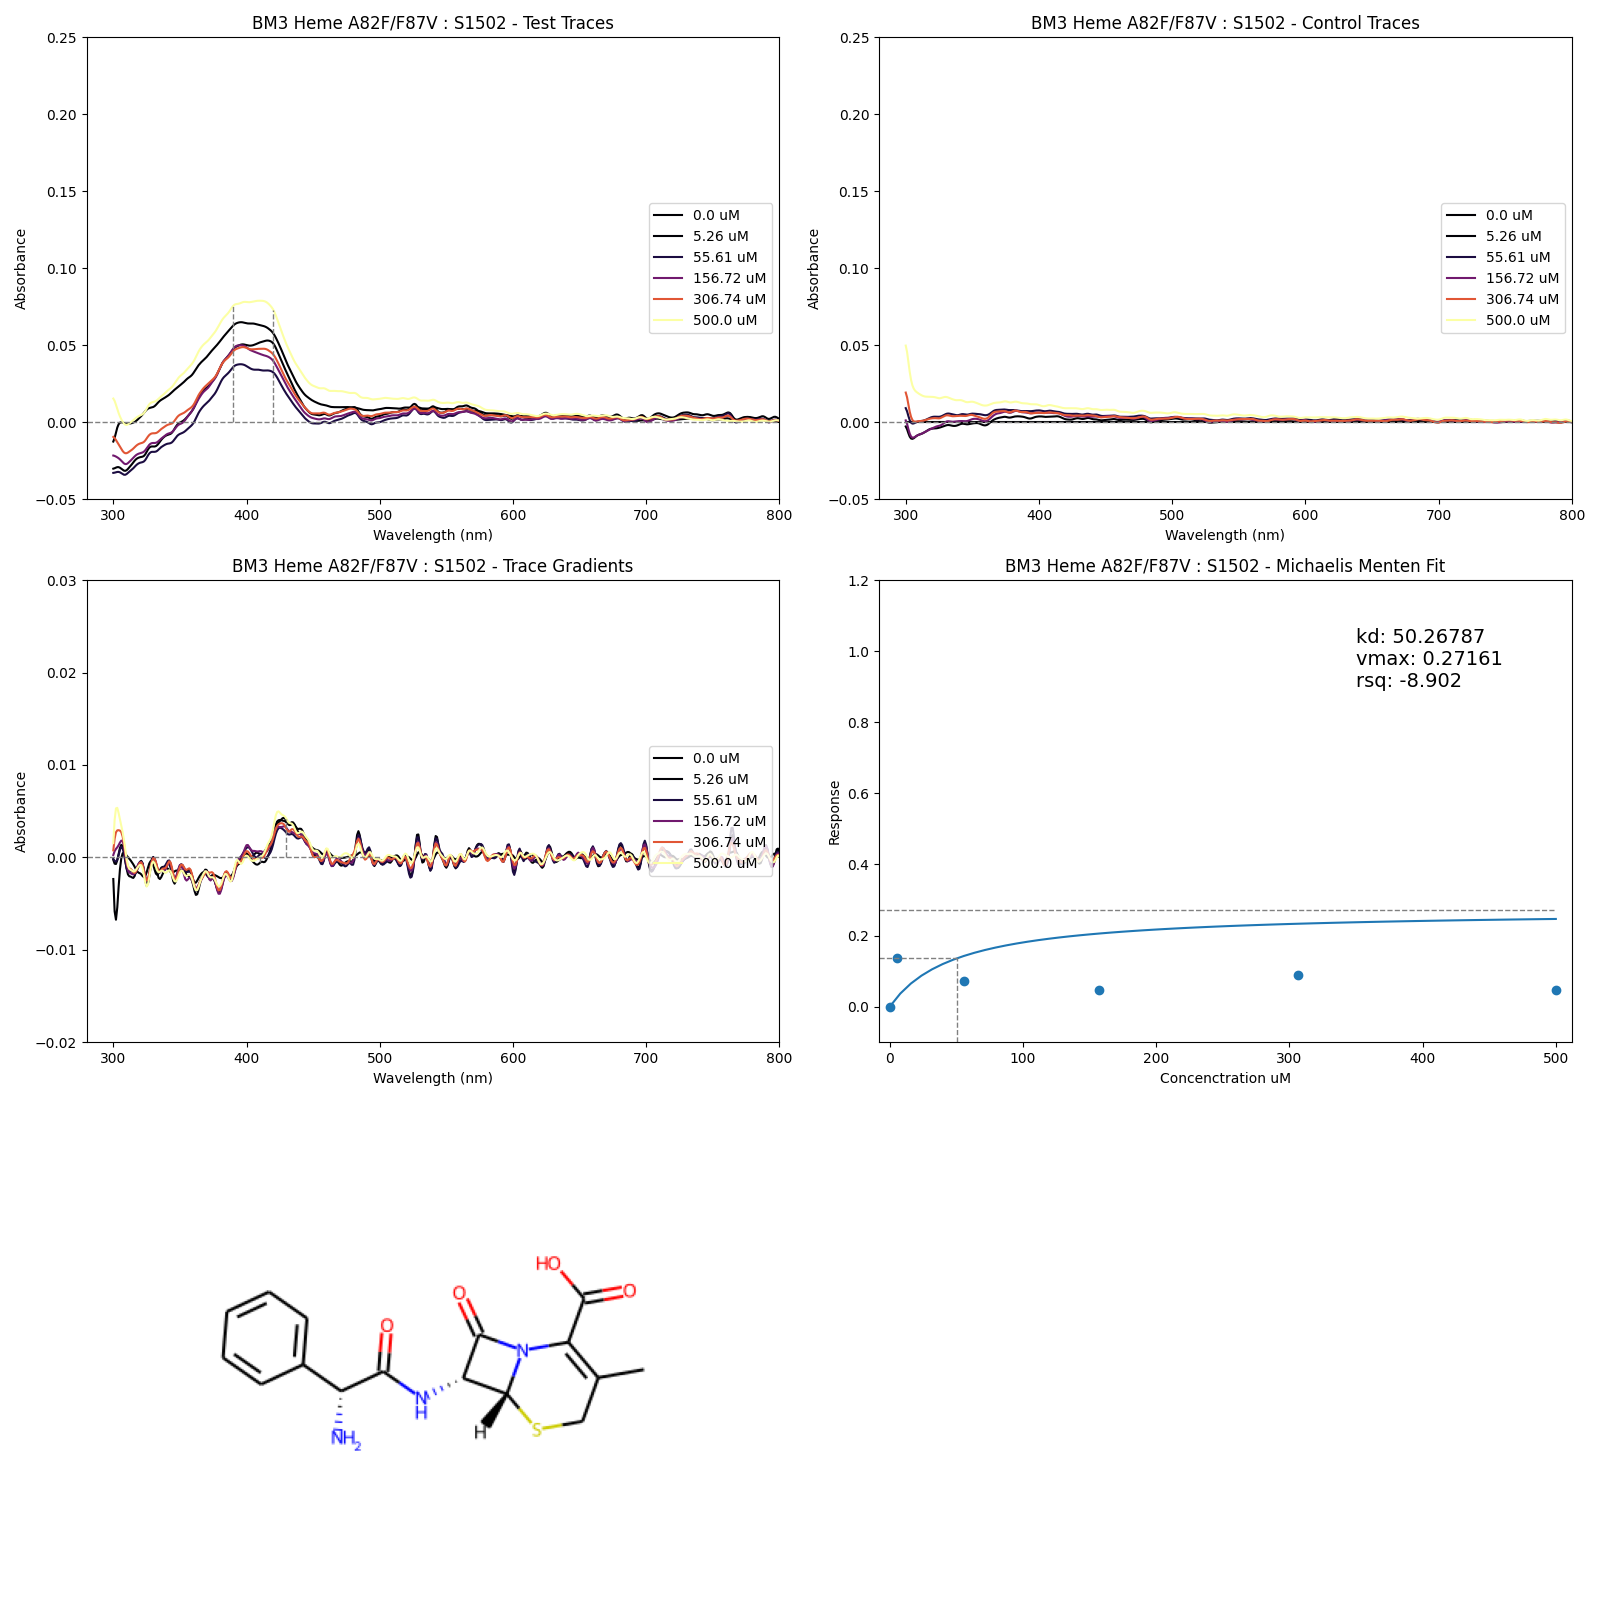 BM3 Heme A82F/F87V : S1502 - Test Traces
0.25
0.20
0.15
0.10
0.05
0.00
−0.05
Absorbance
300 400 500 600 700 800
Wavelength (nm)
0.0 uM
5.26 uM
55.61 uM
156.72 uM
306.74 uM
500.0 uM
BM3 Heme A82F/F87V : S1502 - Control Traces
0.25
0.20
0.15
0.10
0.05
0.00
−0.05
Absorbance
300 400 500 600 700 800
Wavelength (nm)
0.0 uM
5.26 uM
55.61 uM
156.72 uM
306.74 uM
500.0 uM
BM3 Heme A82F/F87V : S1502 - Trace Gradients
0.03
0.02
0.01
0.00
−0.01
−0.02
Absorbance
300 400 500 600 700 800
Wavelength (nm)
0.0 uM
5.26 uM
55.61 uM
156.72 uM
306.74 uM
500.0 uM
BM3 Heme A82F/F87V : S1502 - Michaelis Menten Fit
1.2
1.0
0.8
0.6
0.4
0.2
0.0
Response
kd: 50.26787
vmax: 0.27161
rsq: -8.902
0 100 200 300 400 500
Concenctration uM
HO
O
O
O
N
N
H
H
S
NH2